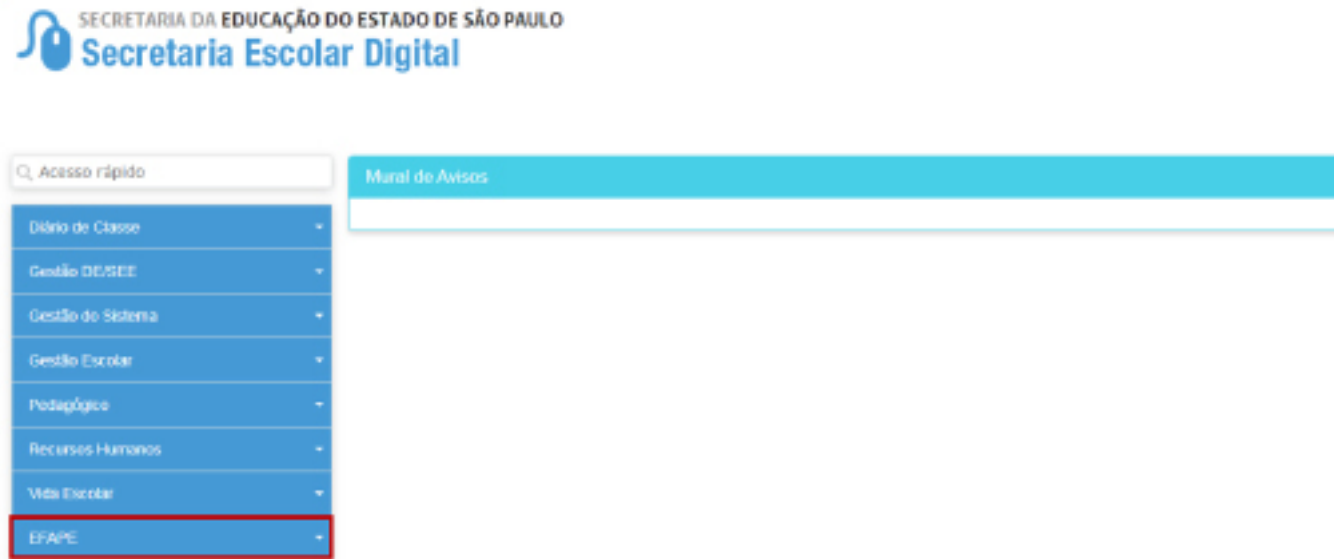 SECRETARIA DA EDUCAÇÃO DO ESTADO DE SÃO PAULO
Secretaria Escolar Digital
Acesso rápido
Mural de Avisos
Diário de Classe
Gestão DE/SEE
Gestão do Sistema
Gestão Escolar
Pedagógico
Recursos Humanos
Vida Escolar
EFAPE